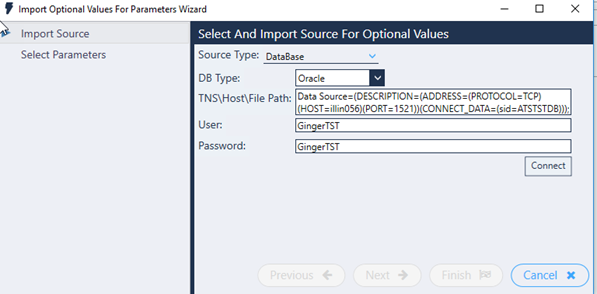 Import Optional Values For Parameters Wizard
Import Source
Select Parameters
Select And Import Source For Optional Values
Source Type: DataBase
DB Type: Oracle
TNS\Host\File Path: Data Source=(DESCRIPTION=(ADDRESS=(PROTOCOL=TCP)
(HOST=illin056)(PORT=1521))(CONNECT_DATA=(sid=ATSTSTDB)));
User: GingerTST
Password: GingerTST
Connect
Previous
Next
Finish
Cancel